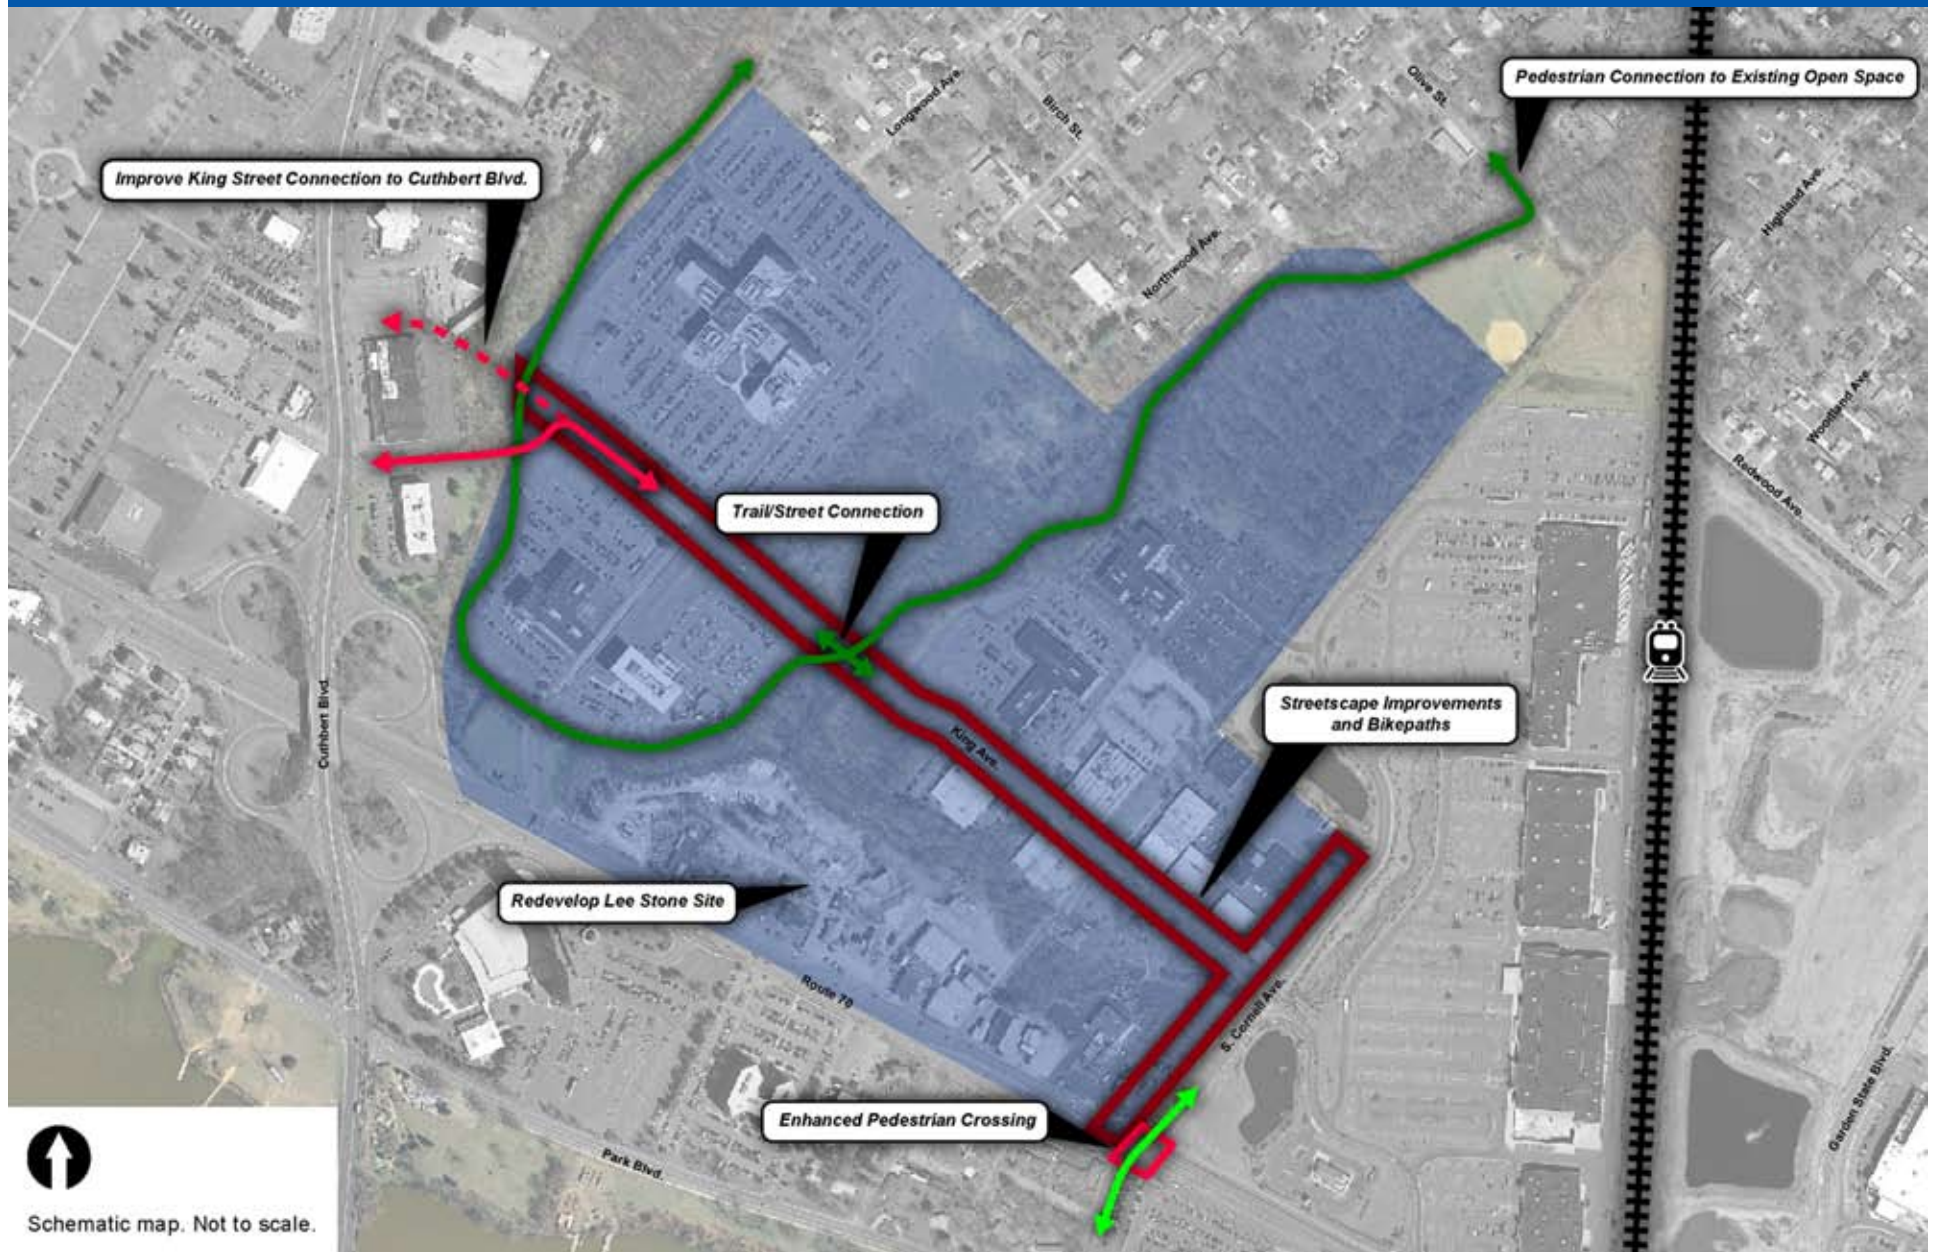 Pedestrian Connection to Existing Open Space
Olive St.
Longwood Ave.
Birch St.
Improve King Street Connection to Cuthbert Blvd.
Highland Ave.
Northwood Ave.
Woodland Ave.
Redwood Ave.
Trail/Street Connection
Cuthbert Blvd.
Streetscape Improvements
and Bikepaths
King Ave.
Redevelop Lee Stone Site
Route 70
S. Cornell Ave.
Enhanced Pedestrian Crossing
Garden State Blvd.
Park Blvd.
Schematic map. Not to scale.